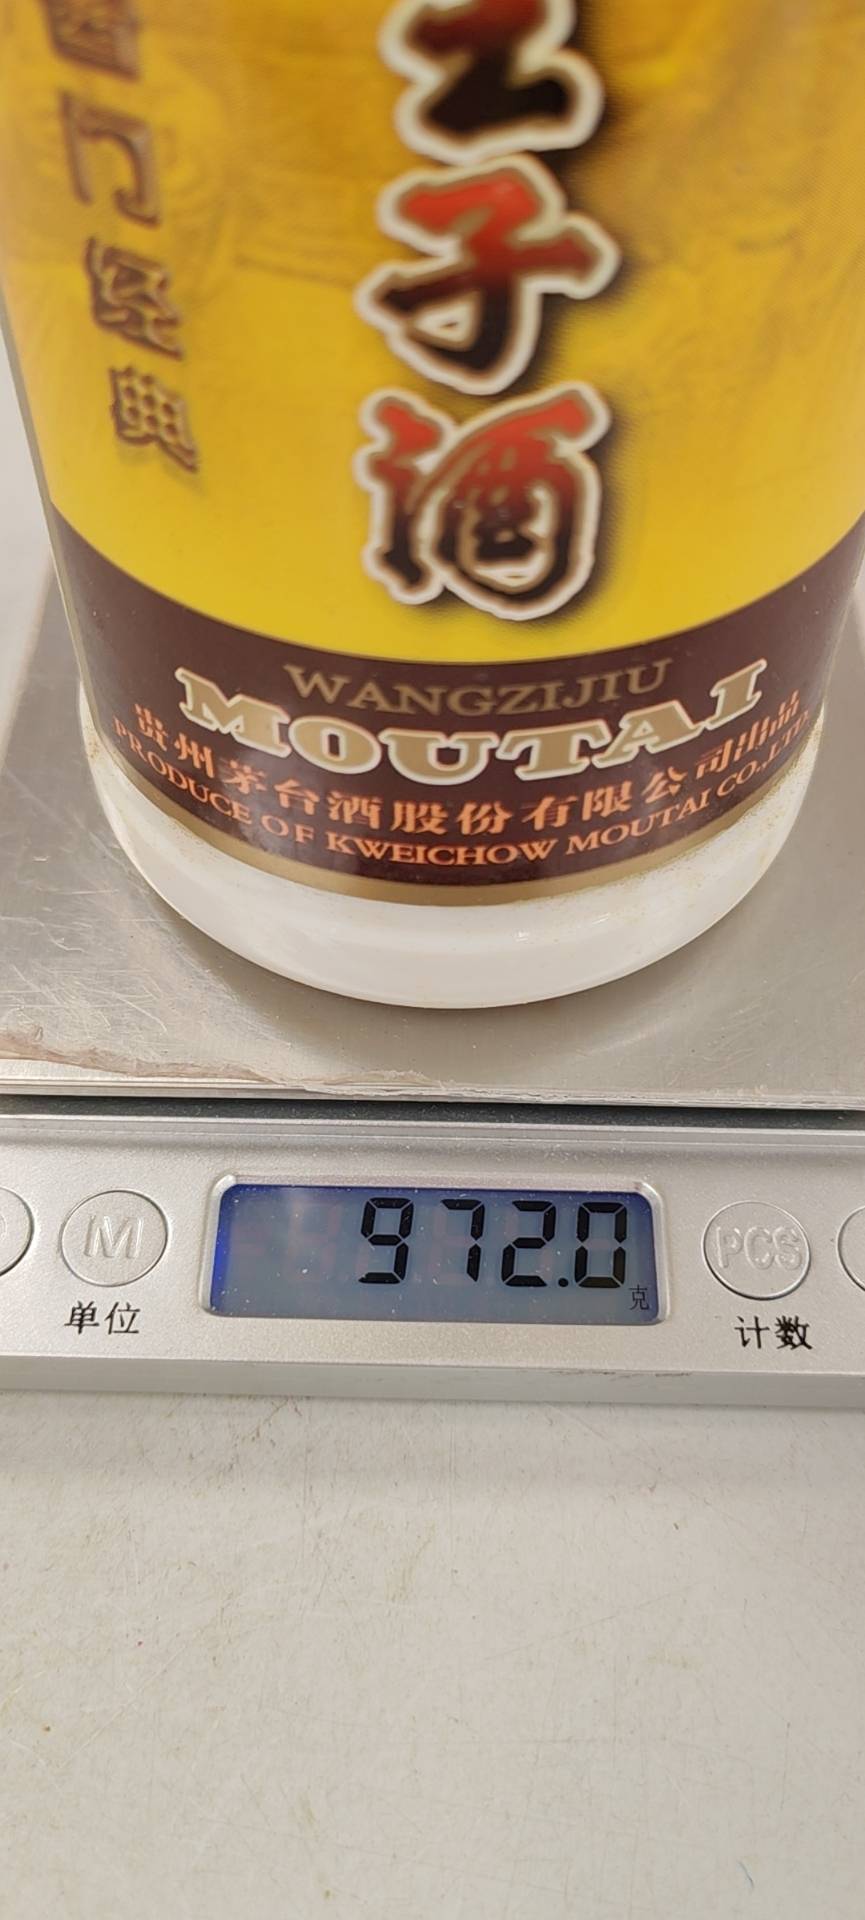 王子酒
门经典
WANGZIJIU
MOUTAI
贵州茅台酒股份有限公司出品
PRODUCE OF KWEICHOW MOUTAI CO.,LTD.
972.0
克
M
PCS
单位
计数